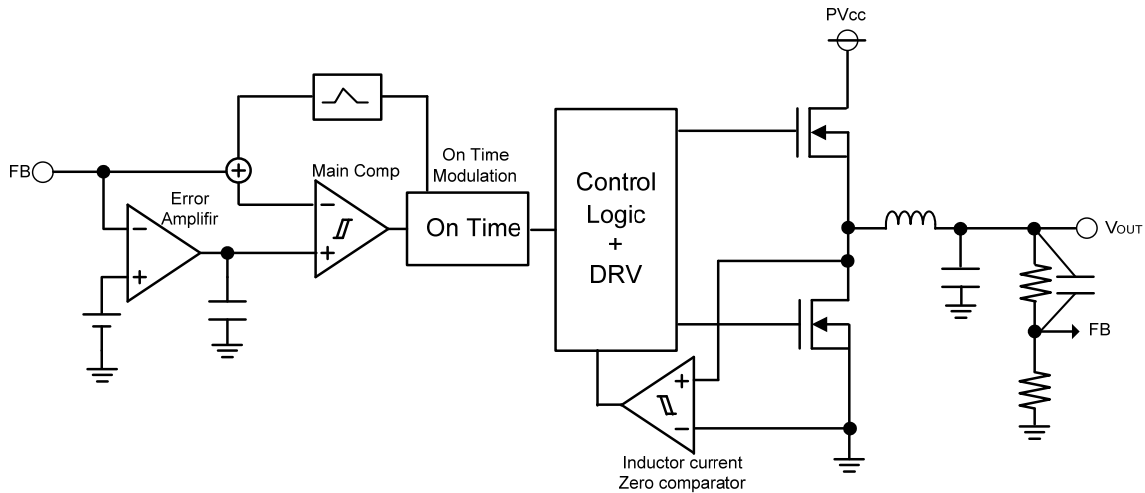 PVcc
FB
Error
Amplifir
Main Comp
On Time
Modulation
On Time
Control
Logic
+
DRV
VOUT
FB
Inductor current
Zero comparator